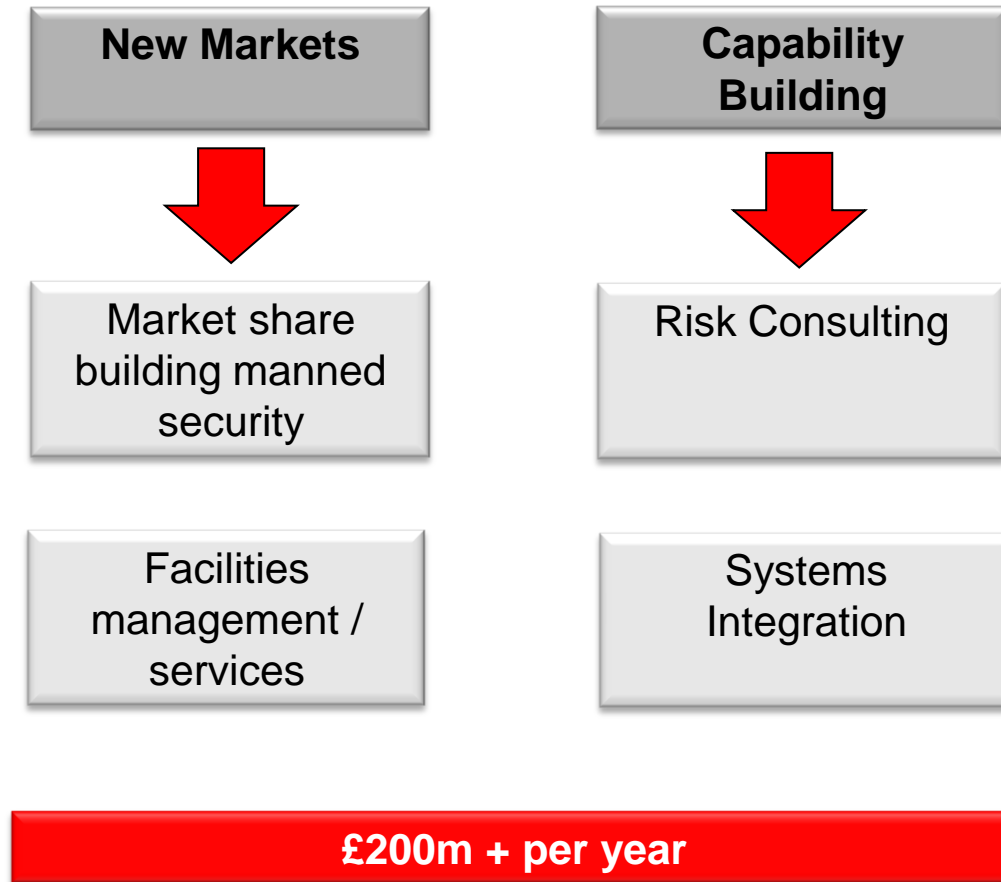 New Markets
Capability
Building
Market share
building manned
security
Risk Consulting
Facilities
management /
services
Systems
Integration
£200m + per year